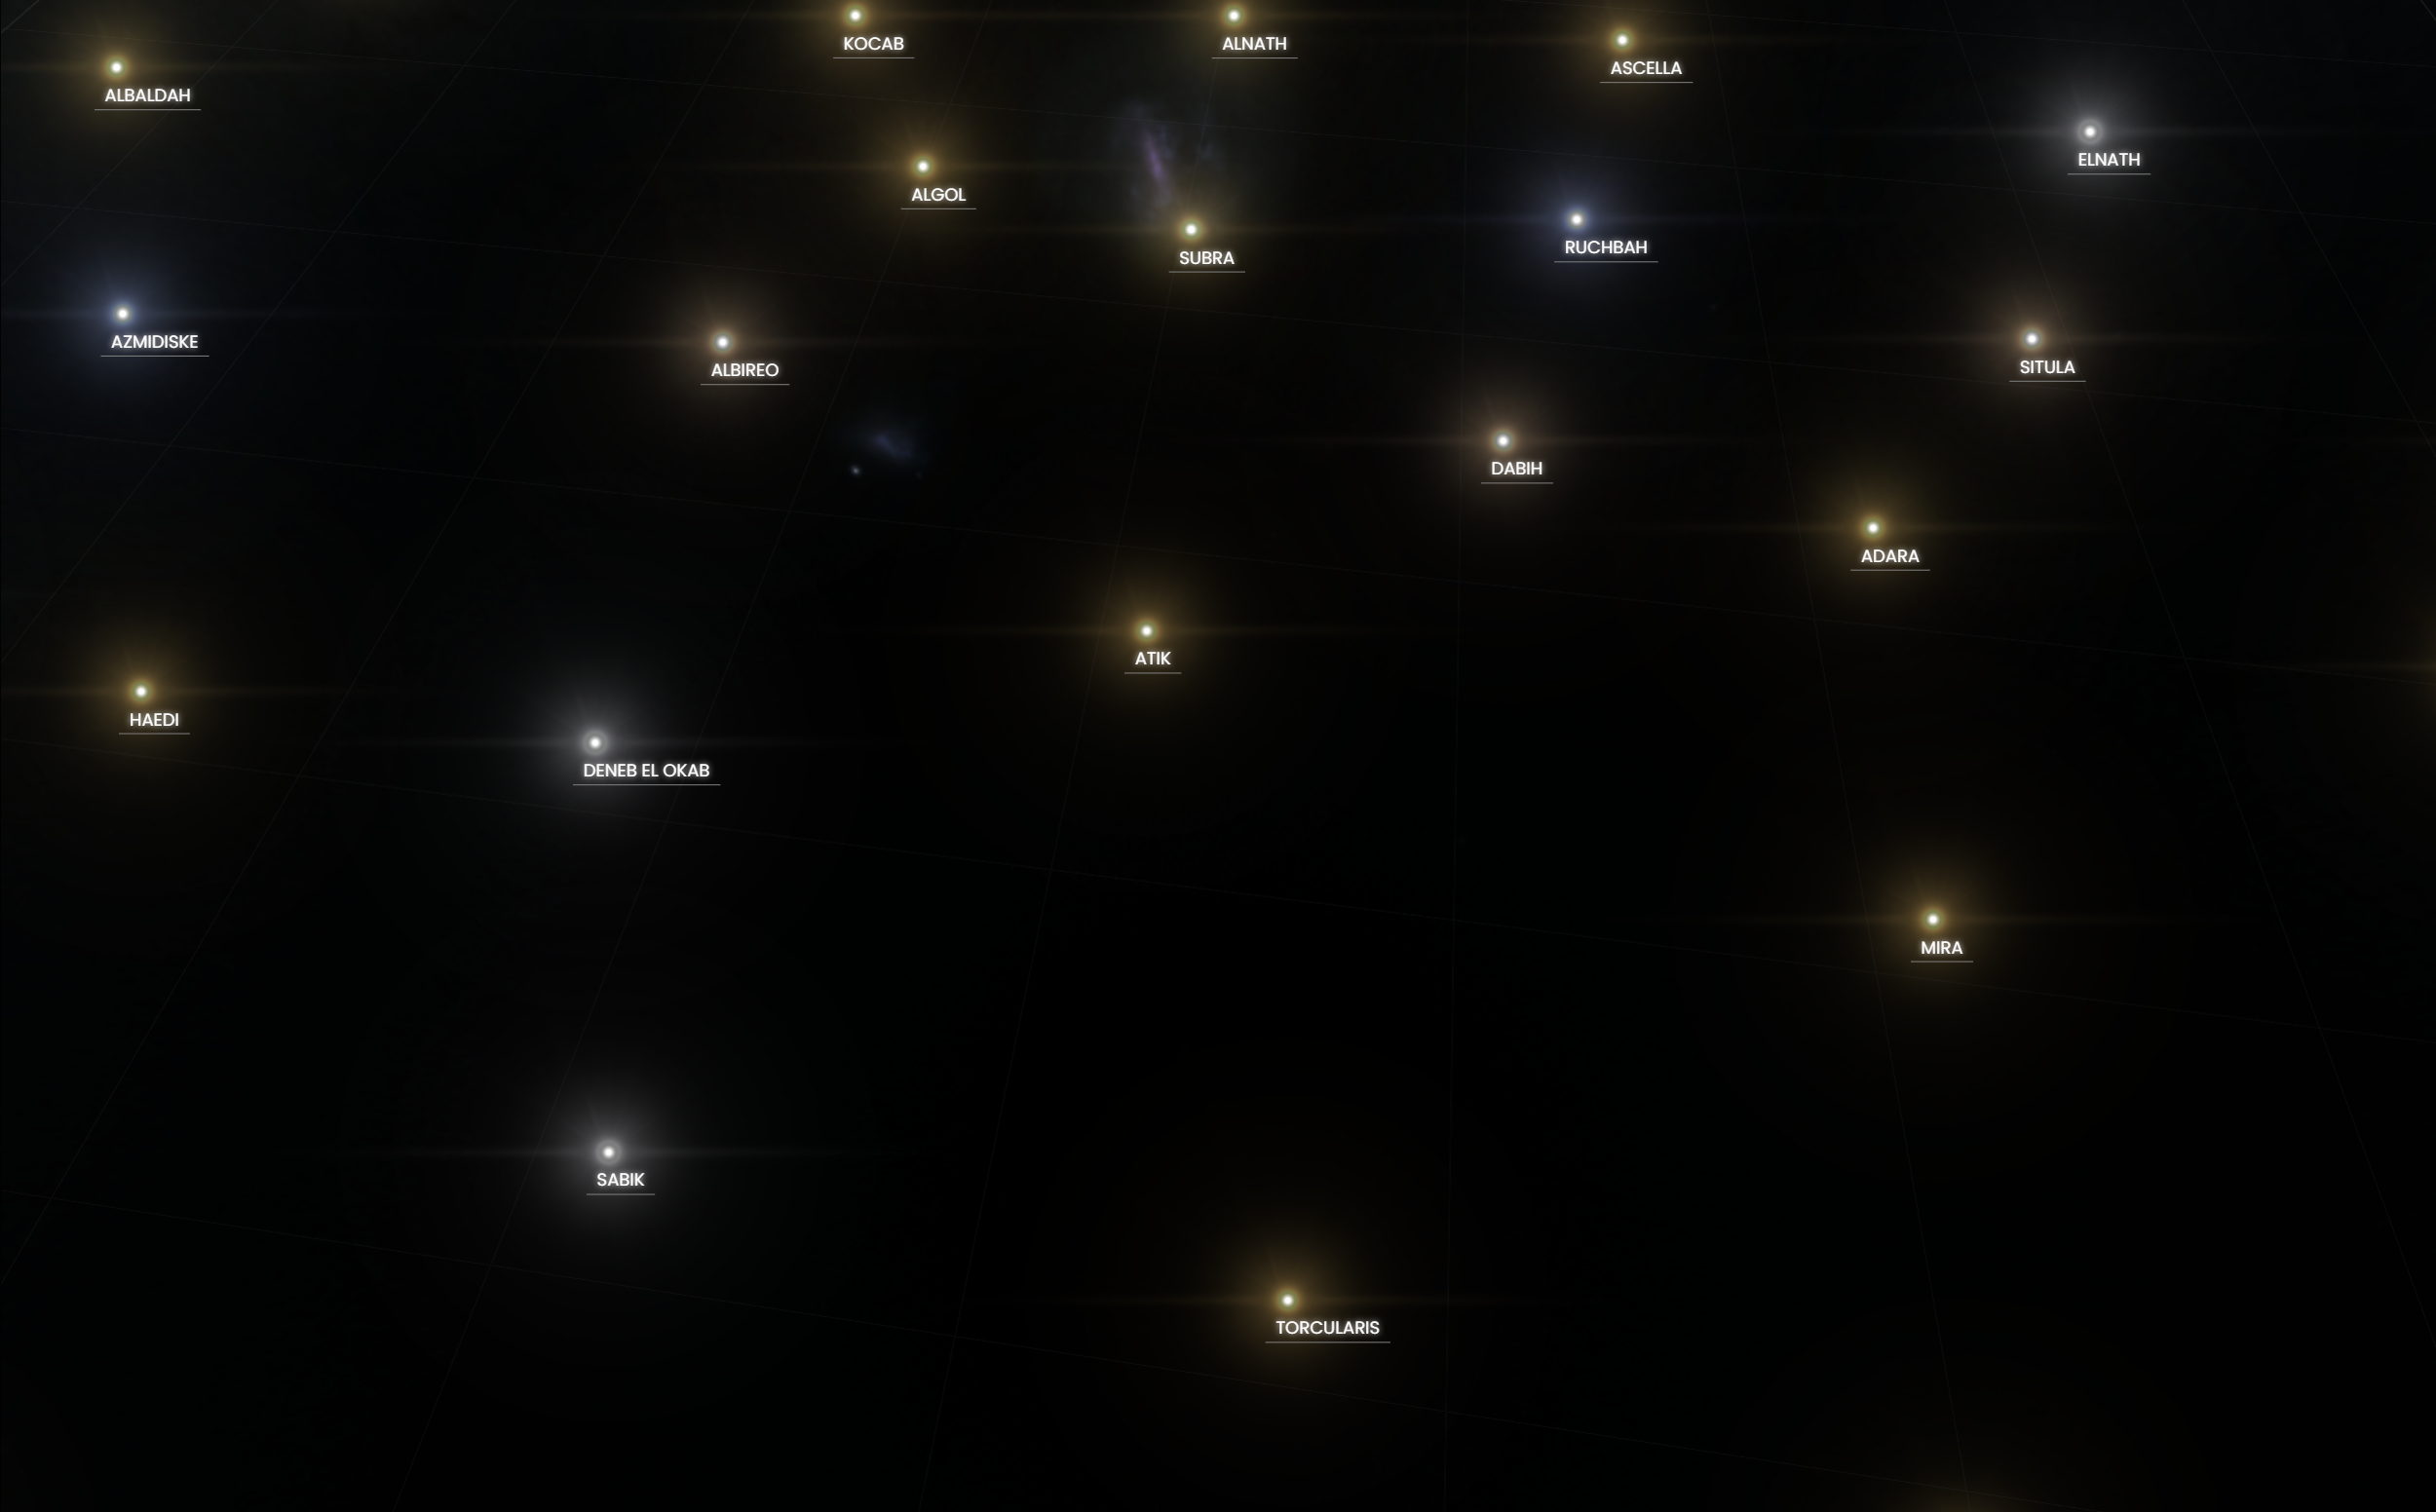 KOCAB
ALNATH
ASCELLA
ALBALDAH
ELNATH
ALGOL
RUCHBAH
SUBRA
AZMIDISKE
SITULA
ALBIREO
DABIH
ADARA
ATIK
HAEDI
DENEB EL OKAB
MIRA
SABIK
TORCULARIS